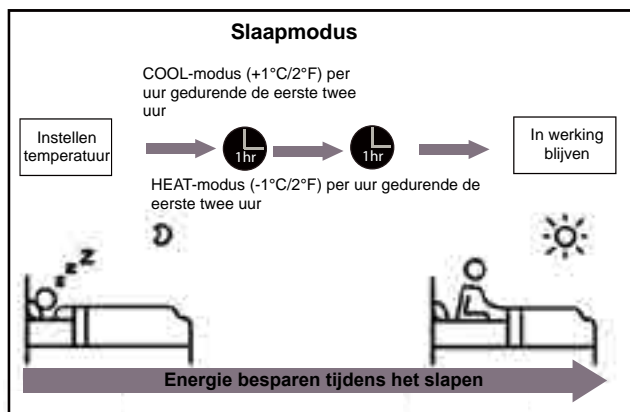 Slaapmodus
COOL-modus (+1°C/2°F) per
uur gedurende de eerste twee
uur
Instellen
temperatuur
1hr
1hr
In werking
blijven
HEAT-modus (-1°C/2°F) per uur gedurende de
eerste twee uur
z z Z
Energie besparen tijdens het slapen